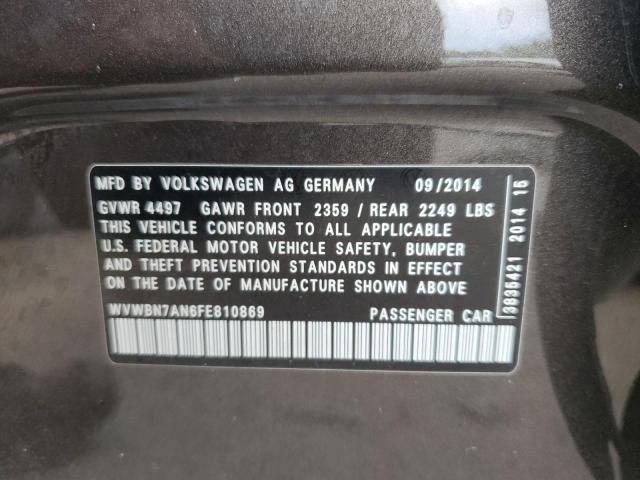 MFD BY VOLKSWAGEN AG GERMANY 09/2014
GVWR 4497 GAWR FRONT 2359 / REAR 2249 LBS
THIS VEHICLE CONFORMS TO ALL APPLICABLE
U.S. FEDERAL MOTOR VEHICLE SAFETY, BUMPER
AND THEFT PREVENTION STANDARDS IN EFFECT
ON THE DATE OF MANUFACTURE SHOWN ABOVE
WVWBN7AN6FE810869 PASSENGER CAR
3835421 2014 15